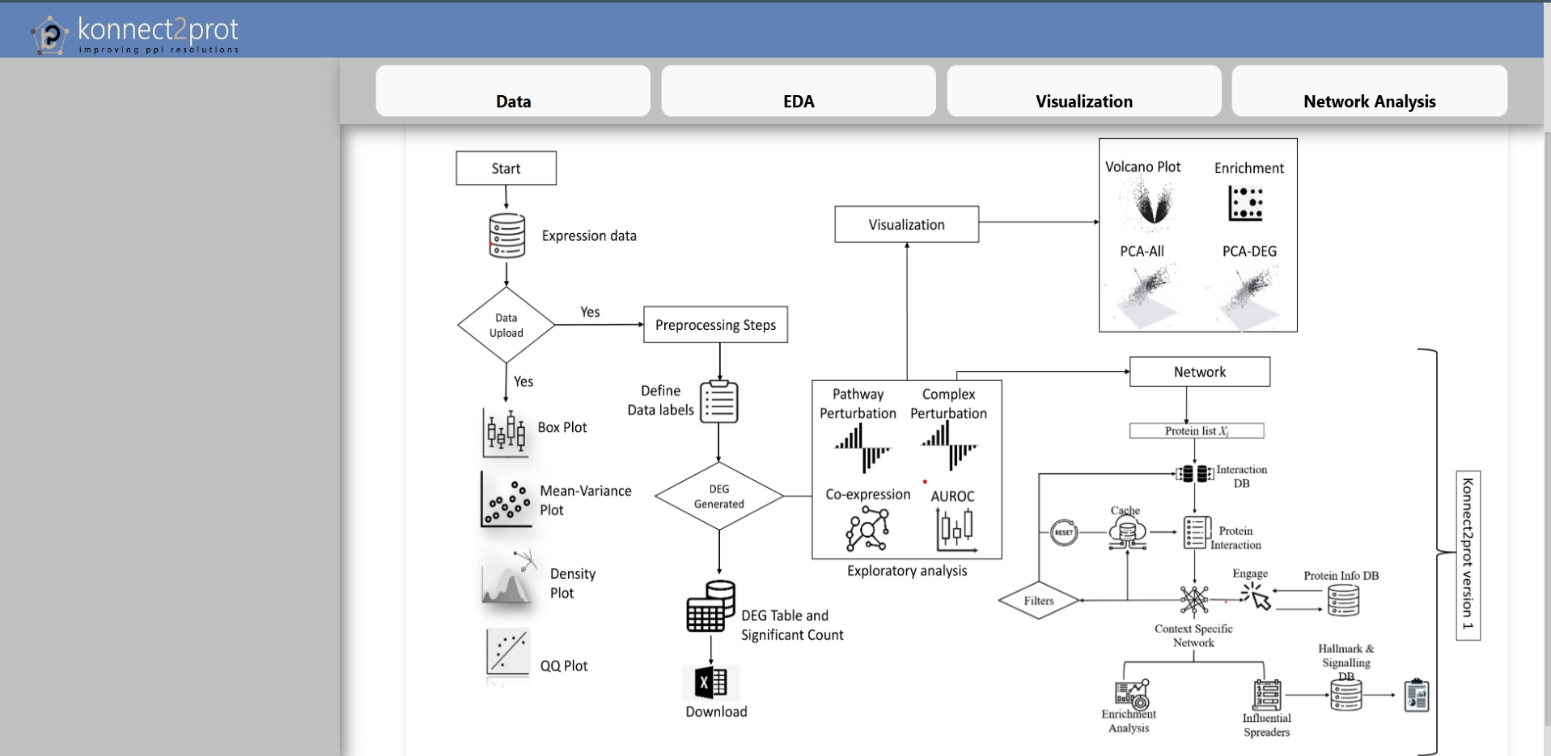 konnect2prot
improving ppi resolutions
Data
EDA
Visualization
Network Analysis
Start
Expression data
Data
Upload
Yes
Yes
Preprocessing Steps
Define
Data labels
Box Plot
Mean-Variance
Plot
Density
Plot
QQ Plot
DEG
Generated
DEG Table and
Significant Count
X
Download
Visualization
Volcano Plot
Enrichment
PCA-All
PCA-DEG
Pathway
Perturbation
Complex
Perturbation
Co-expression
AUROC
Exploratory analysis
Network
Protein list Xi
Interaction
DB
Cache
RESET
Protein
Interaction
Filters
Engage
Protein Info DB
Context Specific
Network
Hallmark &
Signalling
DB
Enrichment
Analysis
Influential
Spreaders
Konnect2prot version 1